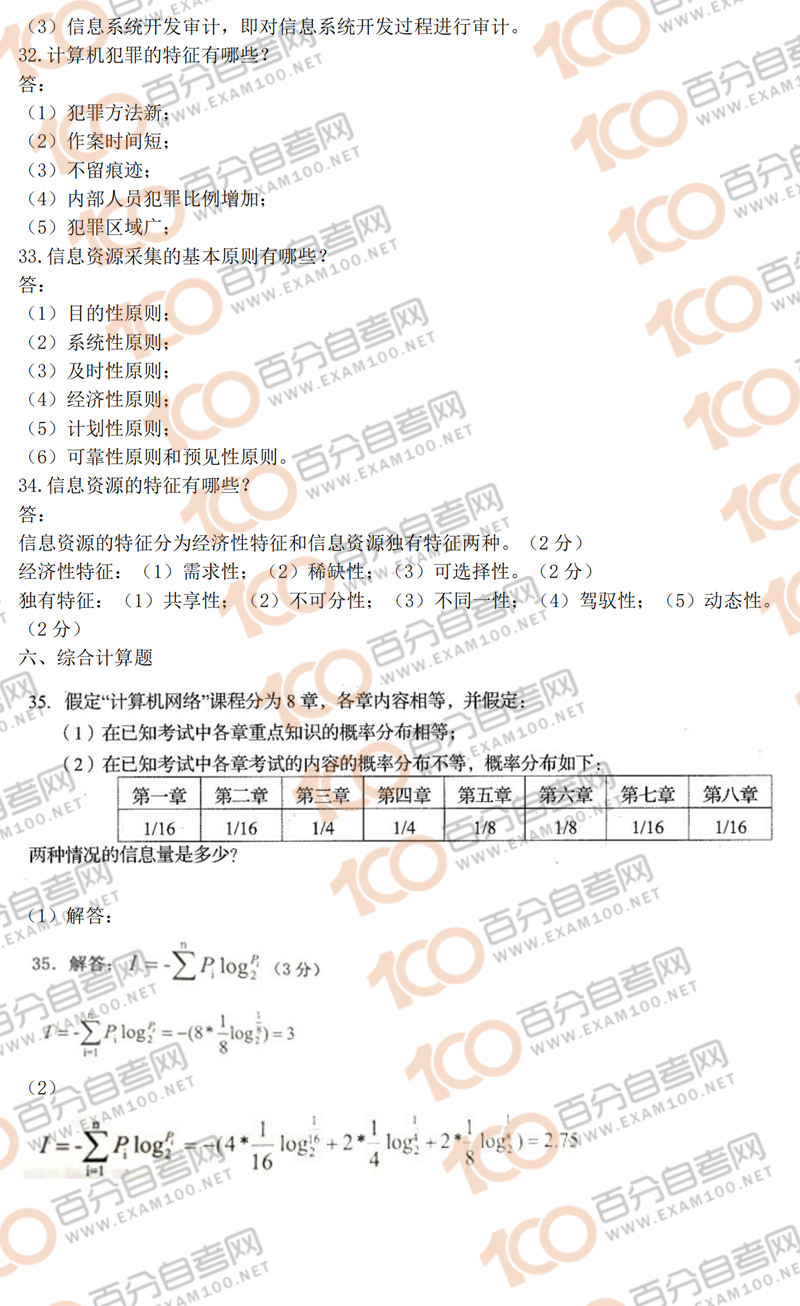 （3）信息系统开发审计，即对信息系统开发过程进行审计。
32.计算机犯罪的特征有哪些？
答：
（1）犯罪方法新；
（2）作案时间短；
（3）不留痕迹；
（4）内部人员犯罪比例增加；
（5）犯罪区域广；
33.信息资源采集的基本原则有哪些？
答：
（1）目的性原则；
（2）系统性原则；
（3）及时性原则；
（4）经济性原则；
（5）计划性原则；
（6）可靠性原则和预见性原则。
34.信息资源的特征有哪些？
答：
信息资源的特征分为经济性特征和信息资源独有特征两种。（2分）
经济性特征：（1）需求性；（2）稀缺性；（3）可选择性。（2分）
独有特征：（1）共享性；（2）不可分性；（3）不同一性；（4）驾驭性；（5）动态性。
（2分）
六、综合计算题
35. 假定“计算机网络”课程分为8章，各章内容相等，并假定：
（1）在已知考试中各章重点知识的概率分布相等；
（2）在已知考试中各章考试的内容的概率分布不等，概率分布如下：
第一章 第二章 第三章 第四章 第五章 第六章 第七章 第八章
1/16 1/16 1/4 1/4 1/8 1/8 1/16 1/16
两种情况的信息量是多少？
（1）解答：
35．解答：I = -∑ P_i log_2^{P_i}（3分）
I = -∑_{i=1}^{n} P_i log_2^{P_i} = -(8*1/8 log_2^{1/8}) = 3
（2）
I = -∑_{i=1}^{n} P_i log_2^{P_i} = -(4*1/16 log_2^{1/16} + 2*1/4 log_2 + 2*1/8 log_2) = 2.75
百分自考网
WWW.EXAM100.NET